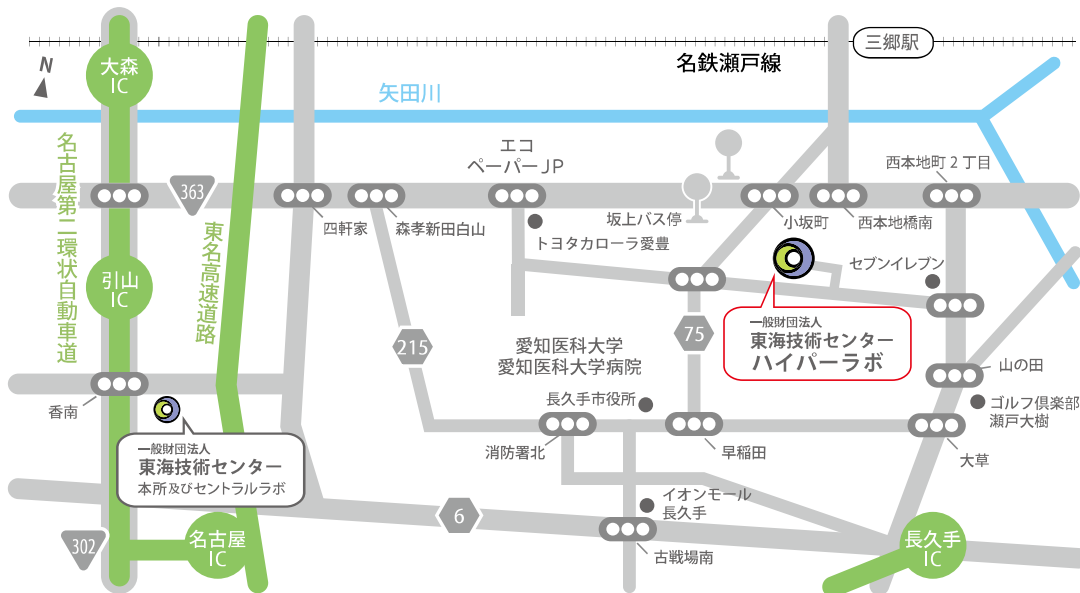 三郷駅
名鉄瀬戸線
大森
IC
N
矢田川
エコ
ペーパーJP
西本地町2丁目
名古屋第二環状自動車道
363
四軒家
森孝新田白山
坂上バス停
小坂町
西本地橋南
トヨタカローラ愛豊
東名高速道路
セブンイレブン
引山
IC
215
愛知医科大学
愛知医科大学病院
75
一般財団法人
東海技術センター
ハイパーラボ
山の田
香南
長久手市役所
ゴルフ倶楽部
瀬戸大樹
消防署北
早稲田
大草
一般財団法人
東海技術センター
本所及びセントラルラボ
イオンモール
長久手
6
302
名古屋
IC
古戦場南
長久手
IC